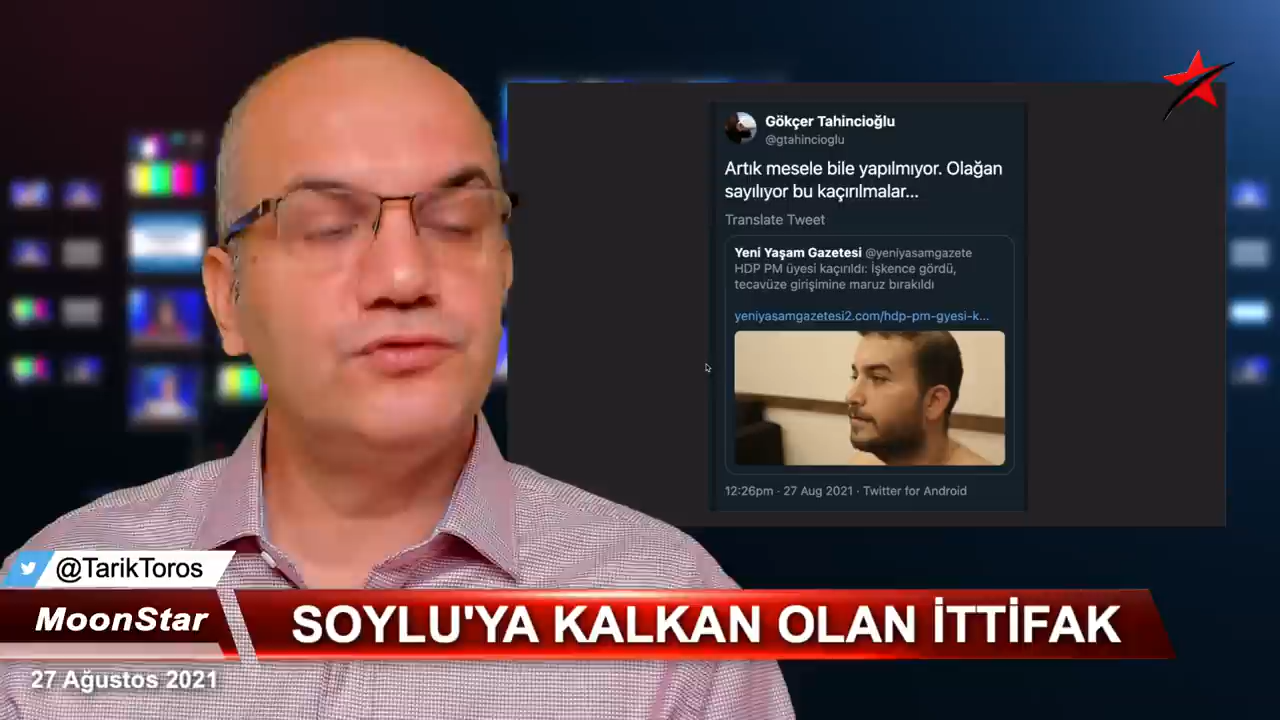 Gökçer Tahincioğlu
@gtahincioglu
Artık mesele bile yapılmıyor. Olağan
sayılıyor bu kaçırılmalar...
Translate Tweet
Yeni Yaşam Gazetesi @yeniyasamgazete
HDP PM üyesi kaçırıldı: İşkence gördü,
tecavüze girişimine maruz bırakıldı
yeniyasamgazetesi2.com/hdp-pm-gyesi-k...
12:26pm · 27 Aug 2021 · Twitter for Android
@TarikToros
MoonStar
SOYLU'YA KALKAN OLAN İTTİFAK
27 Ağustos 2021